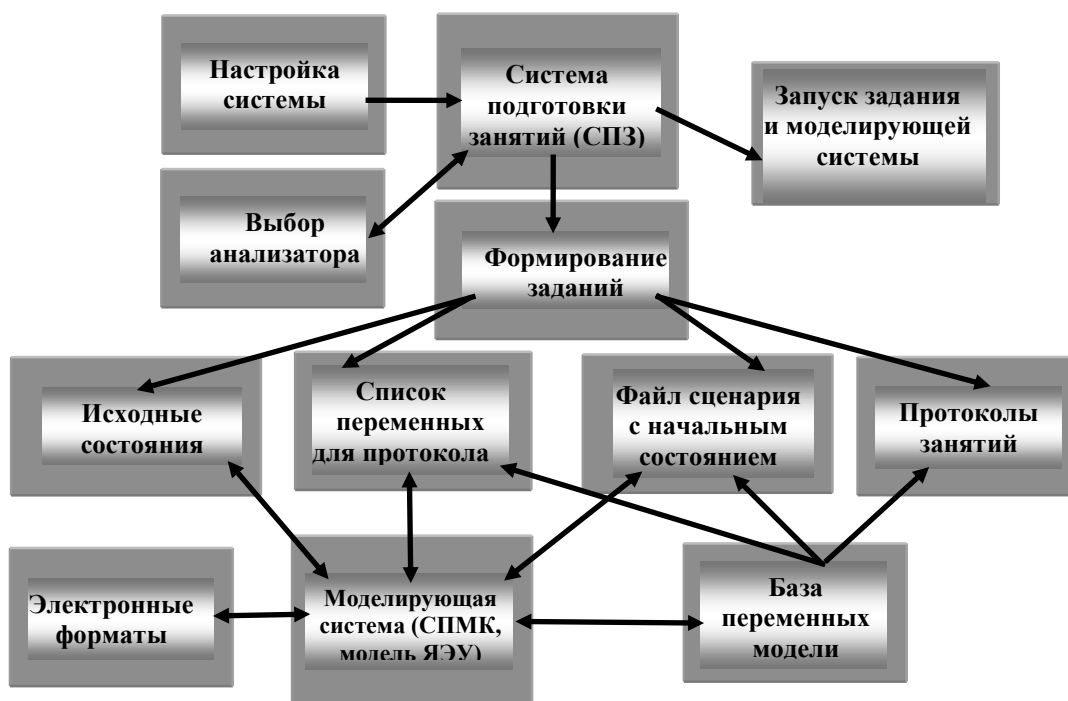 Настройка
системы
Система
подготовки
занятий (СПЗ)
Запуск задания
и моделирующей
системы
Выбор
анализатора
Формирование
заданий
Исходные
состояния
Список
переменных
для протокола
Файл сценария
с начальным
состоянием
Протоколы
занятий
Электронные
форматы
Моделирующая
система (СПМК,
модель ЯЭУ)
База
переменных
модели